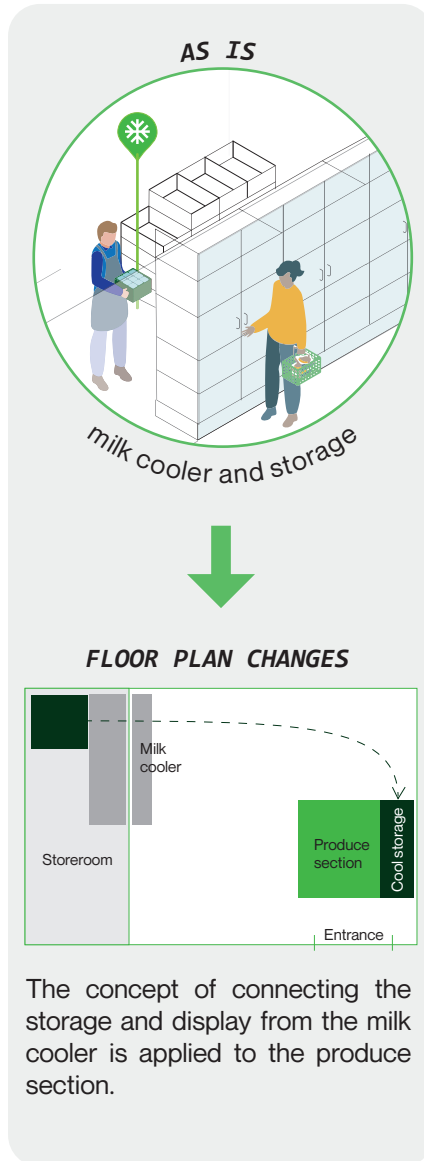 AS IS
milk cooler and storage
FLOOR PLAN CHANGES
Milk
cooler
Storeroom
Produce
section
Cool storage
Entrance
The concept of connecting the
storage and display from the milk
cooler is applied to the produce
section.